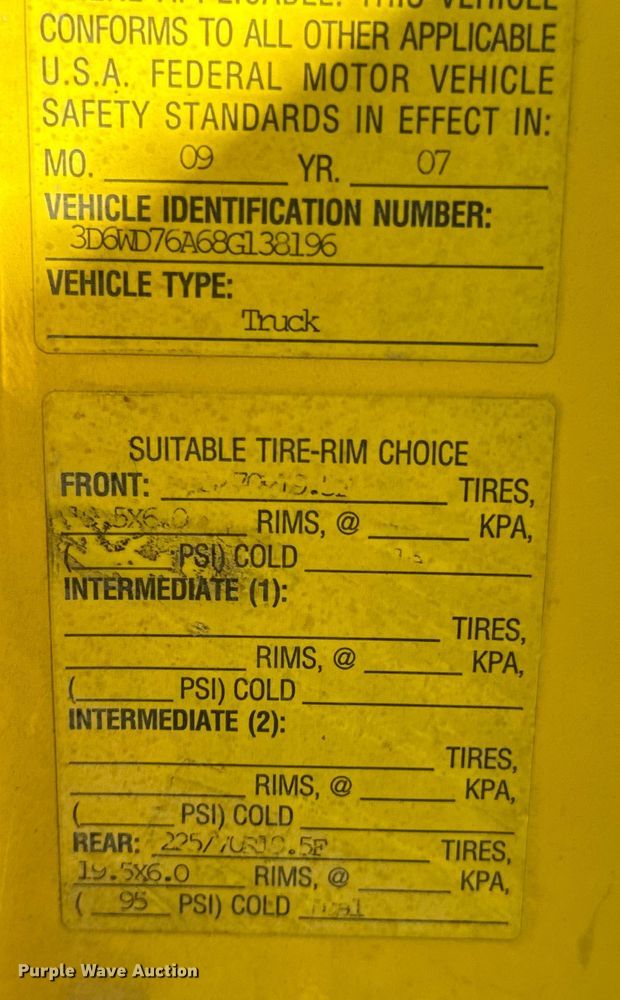 CONFORMS TO ALL OTHER APPLICABLE
U.S.A. FEDERAL MOTOR VEHICLE
SAFETY STANDARDS IN EFFECT IN:
MO. 09 YR. 07
VEHICLE IDENTIFICATION NUMBER:
3D6WD76A68G138196
VEHICLE TYPE:
Truck
SUITABLE TIRE-RIM CHOICE
FRONT: TIRES,
RIMS, @ KPA,
( PSI) COLD
INTERMEDIATE (1):
TIRES,
RIMS, @ KPA,
( PSI) COLD
INTERMEDIATE (2):
TIRES,
RIMS, @ KPA,
( PSI) COLD
REAR: TIRES,
19.5X6.0 RIMS, @ KPA,
( 95 PSI) COLD
Purple Wave Auction